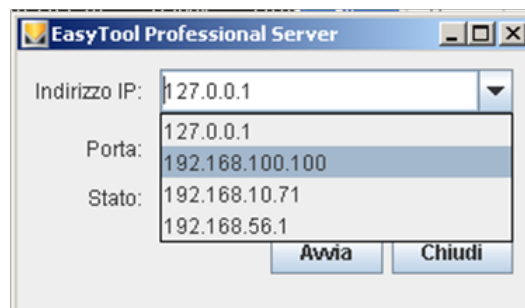 EasyTool Professional Server
Indirizzo IP: 127.0.0.1
127.0.0.1
Porta:
192.168.100.100
Stato: 192.168.10.71
192.168.56.1
Avvia Chiudi